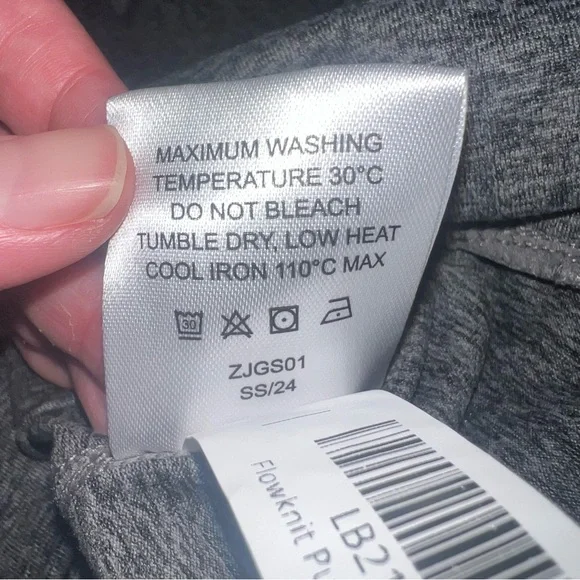 MAXIMUM WASHING
TEMPERATURE 30°C
DO NOT BLEACH
TUMBLE DRY, LOW HEAT
COOL IRON 110°C MAX
30
ZJGS01
SS/24
LB21
Flowknit